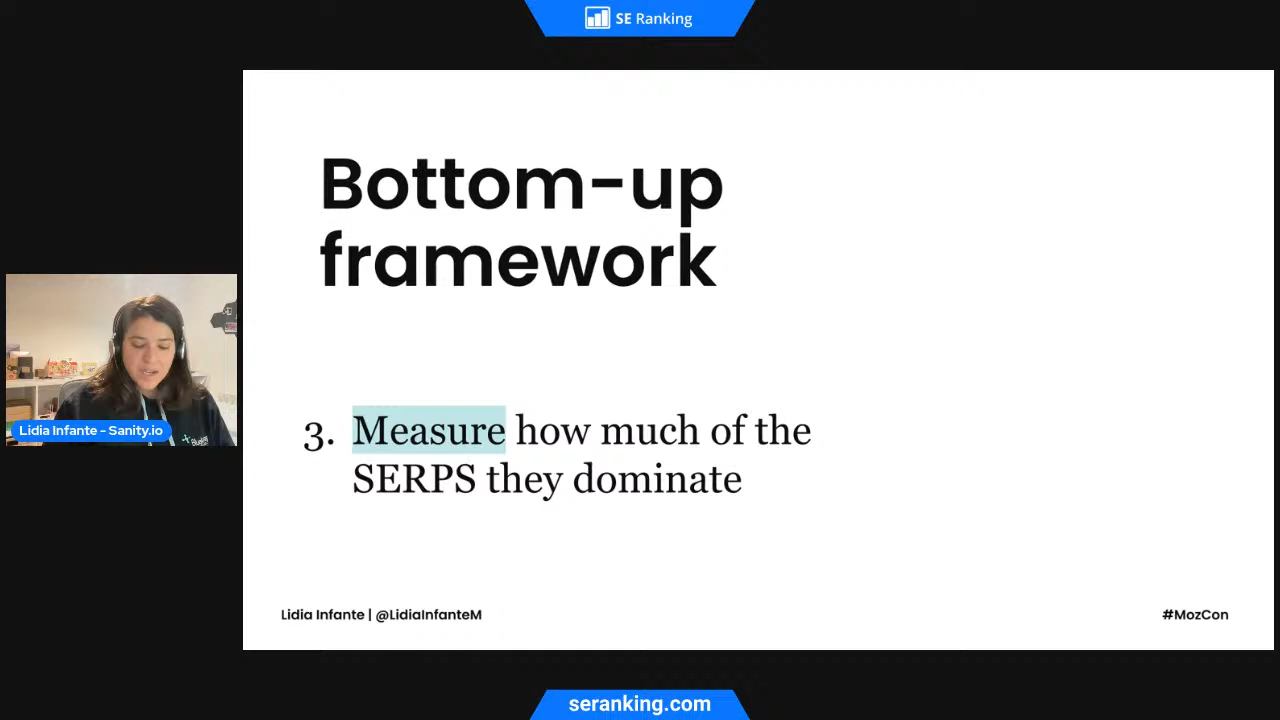 SE Ranking
Bottom-up
framework
3. Measure how much of the
SERPS they dominate
Lidia Infante - Sanity.io
Lidia Infante | @LidiaInfanteM
#MozCon
seranking.com